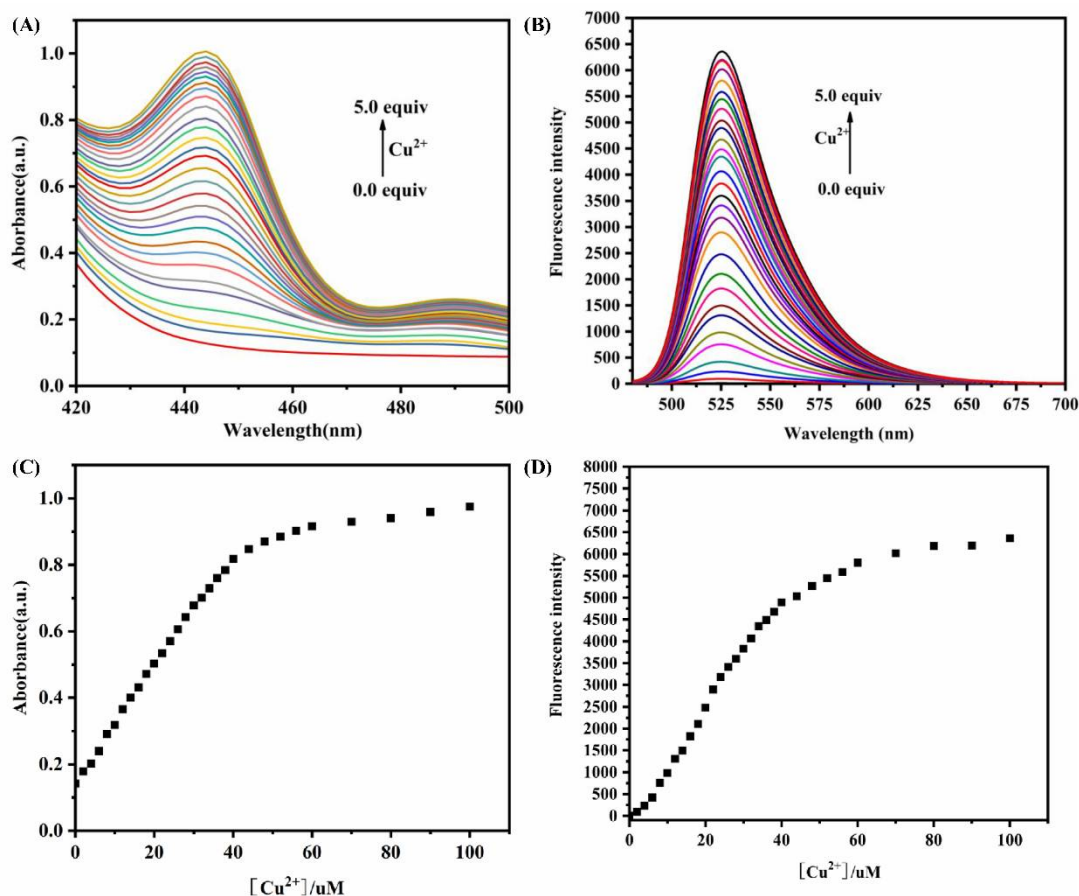 (A)
1.0
0.8
0.6
0.4
0.2
0.0
Aborbance(a.u.)
5.0 equiv
Cu²⁺
0.0 equiv
420 440 460 480 500
Wavelength(nm)
(B)
7000
6500
6000
5500
5000
4500
4000
3500
3000
2500
2000
1500
1000
500
0
Fluorescence intensity
5.0 equiv
Cu²⁺
0.0 equiv
500 525 550 575 600 625 650 675 700
Wavelength (nm)
(C)
1.0
0.8
0.6
0.4
0.2
0.0
Aborbance(a.u.)
0 20 40 60 80 100
[Cu²⁺]/uM
(D)
8000
7500
7000
6500
6000
5500
5000
4500
4000
3500
3000
2500
2000
1500
1000
500
0
Fluorescence intensity
0 20 40 60 80 100
[Cu²⁺]/uM